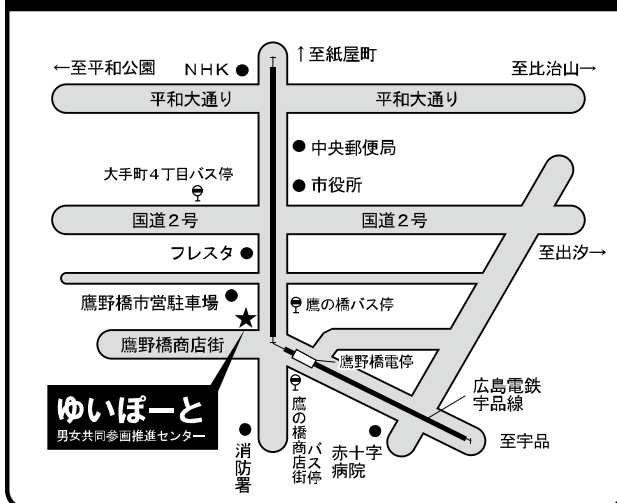 ←至平和公園
NHK
↑至紙屋町
至比治山→
平和大通り
平和大通り
中央郵便局
大手町4丁目バス停
市役所
国道2号
国道2号
フレスタ
至出汐→
鷹野橋市営駐車場
鷹の橋バス停
鷹野橋商店街
鷹野橋電停
ゆいぽーと
男女共同参画推進センター
広島電鉄
宇品線
至宇品
消防署
鷹の橋商店街
バス停
赤十字
病院